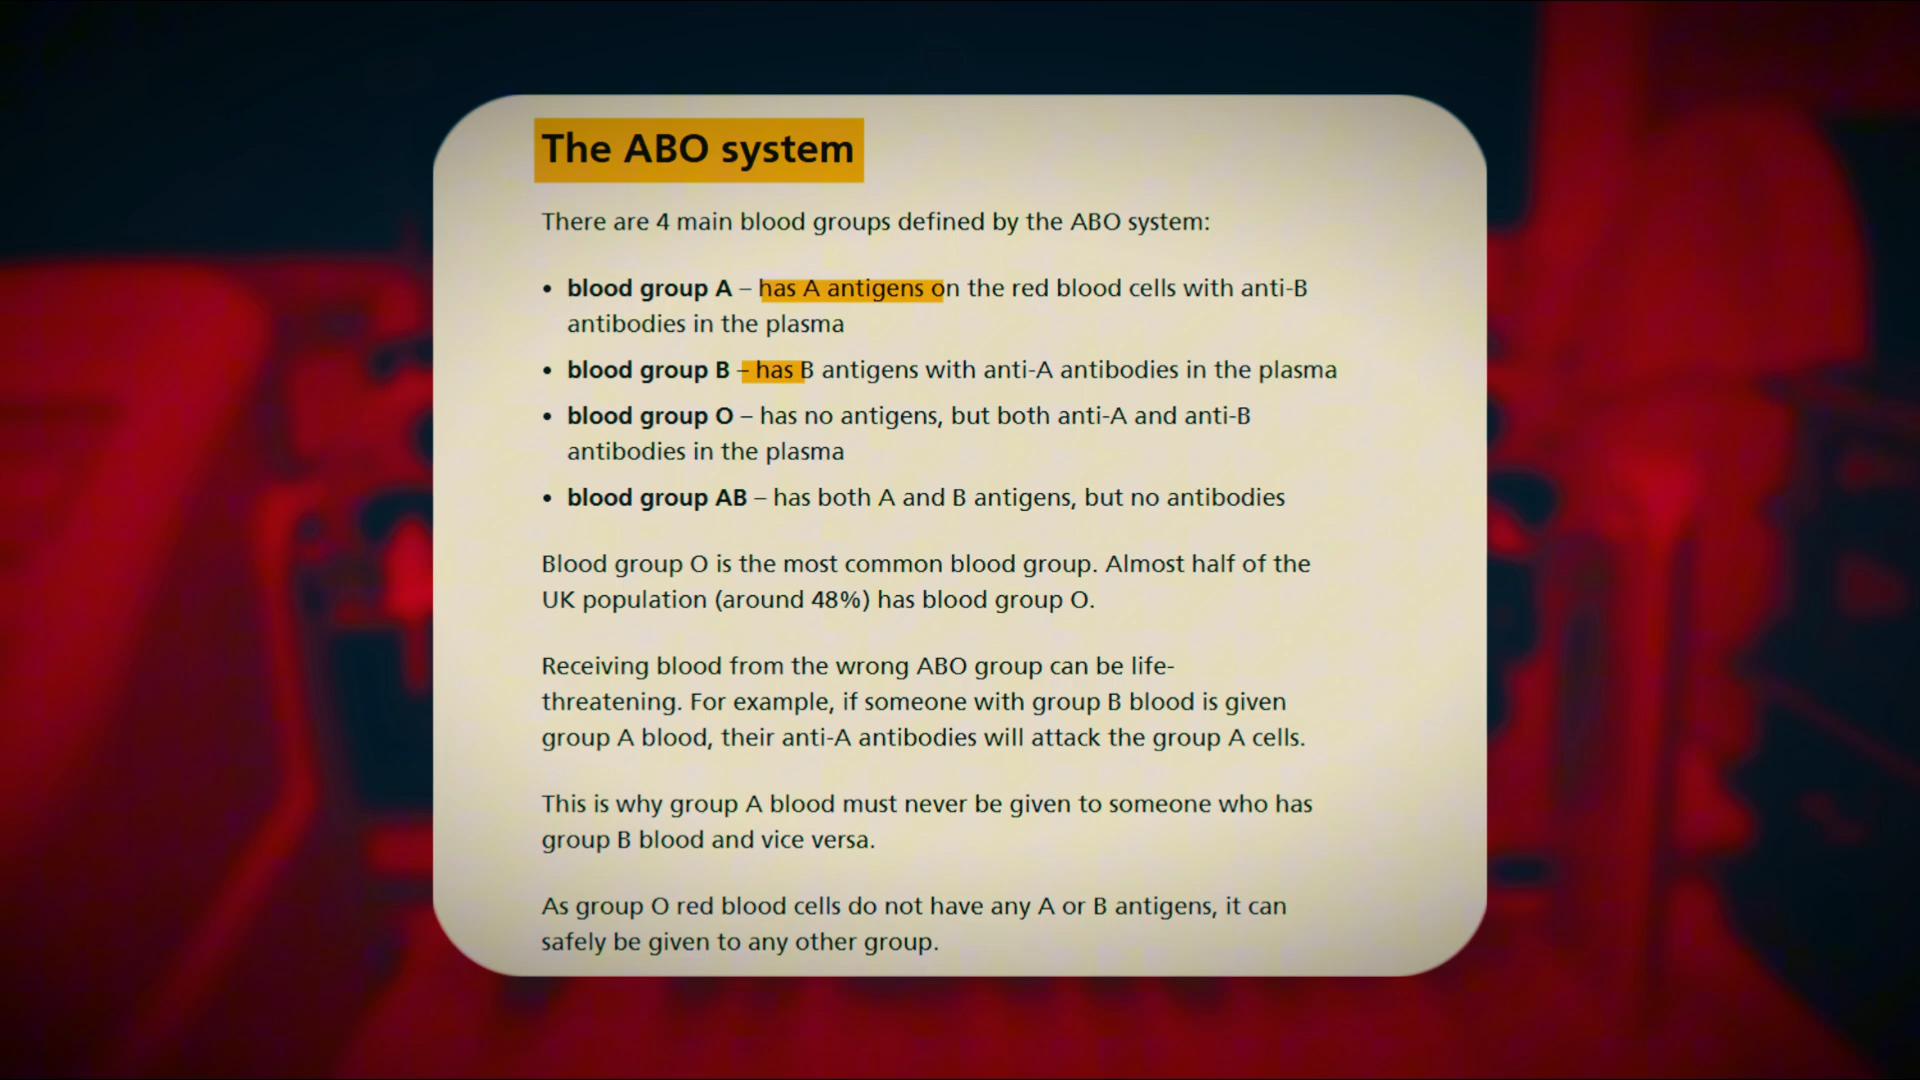 The ABO system
There are 4 main blood groups defined by the ABO system:
• blood group A – has A antigens on the red blood cells with anti-B
antibodies in the plasma
• blood group B – has B antigens with anti-A antibodies in the plasma
• blood group O – has no antigens, but both anti-A and anti-B
antibodies in the plasma
• blood group AB – has both A and B antigens, but no antibodies
Blood group O is the most common blood group. Almost half of the
UK population (around 48%) has blood group O.
Receiving blood from the wrong ABO group can be life-
threatening. For example, if someone with group B blood is given
group A blood, their anti-A antibodies will attack the group A cells.
This is why group A blood must never be given to someone who has
group B blood and vice versa.
As group O red blood cells do not have any A or B antigens, it can
safely be given to any other group.